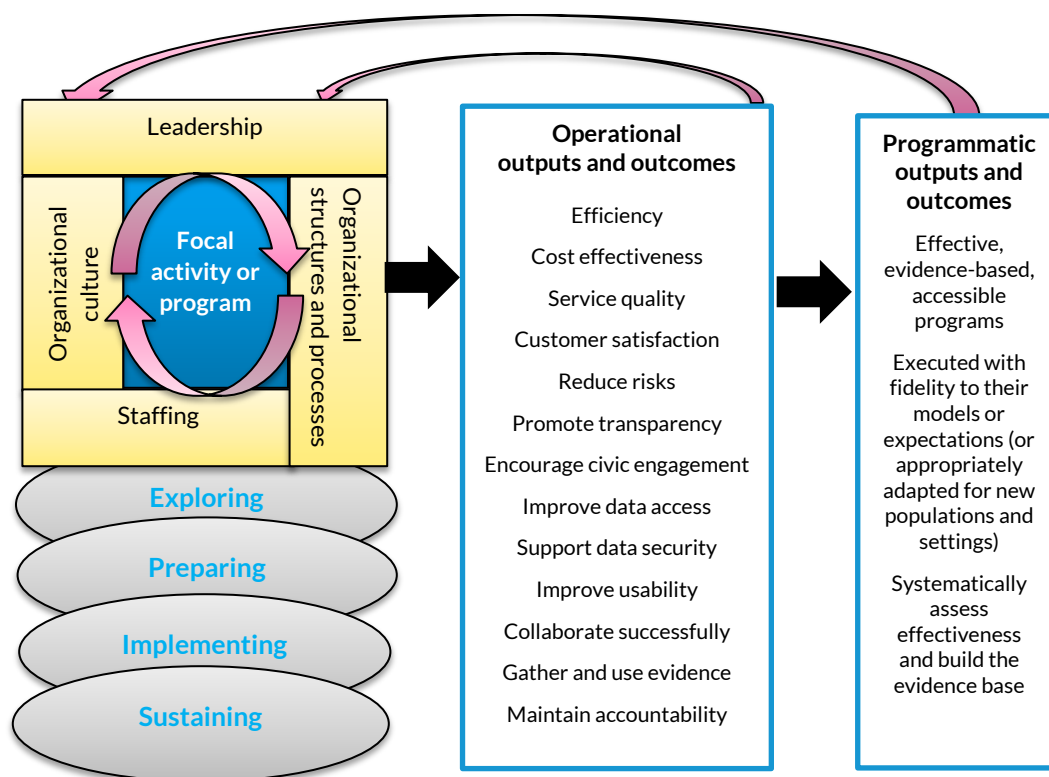 Leadership
Organizational
culture
Focal
activity or
program
Organizational
structures and processes
Staffing
Exploring
Preparing
Implementing
Sustaining
Operational
outputs and outcomes
Efficiency
Cost effectiveness
Service quality
Customer satisfaction
Reduce risks
Promote transparency
Encourage civic engagement
Improve data access
Support data security
Improve usability
Collaborate successfully
Gather and use evidence
Maintain accountability
Programmatic
outputs and
outcomes
Effective,
evidence-based,
accessible
programs
Executed with
fidelity to their
models or
expectations (or
appropriately
adapted for new
populations and
settings)
Systematically
assess
effectiveness
and build the
evidence base